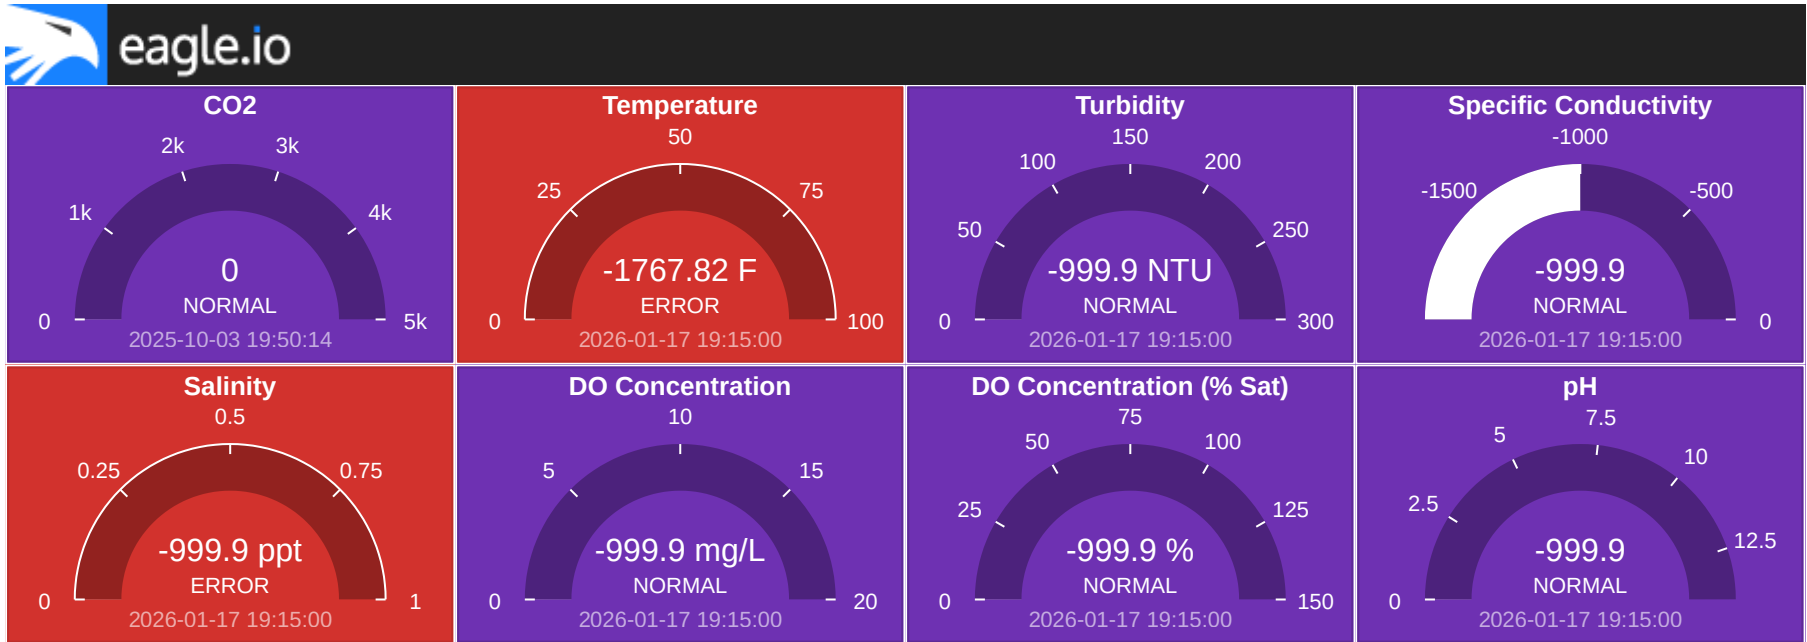 eagle.io
CO2
2k
3k
1k
4k
0
NORMAL
0
5k
2025-10-03 19:50:14
Temperature
50
25
75
-1767.82 F
ERROR
0
100
2026-01-17 19:15:00
Turbidity
150
100
200
50
250
-999.9 NTU
NORMAL
0
300
2026-01-17 19:15:00
Specific Conductivity
-1000
-1500
-500
-999.9
NORMAL
0
2026-01-17 19:15:00
Salinity
0.5
0.25
0.75
-999.9 ppt
ERROR
0
1
2026-01-17 19:15:00
DO Concentration
10
5
15
-999.9 mg/L
NORMAL
0
20
2026-01-17 19:15:00
DO Concentration (% Sat)
75
50
100
25
125
-999.9 %
NORMAL
0
150
2026-01-17 19:15:00
pH
7.5
5
10
2.5
12.5
-999.9
NORMAL
0
2026-01-17 19:15:00